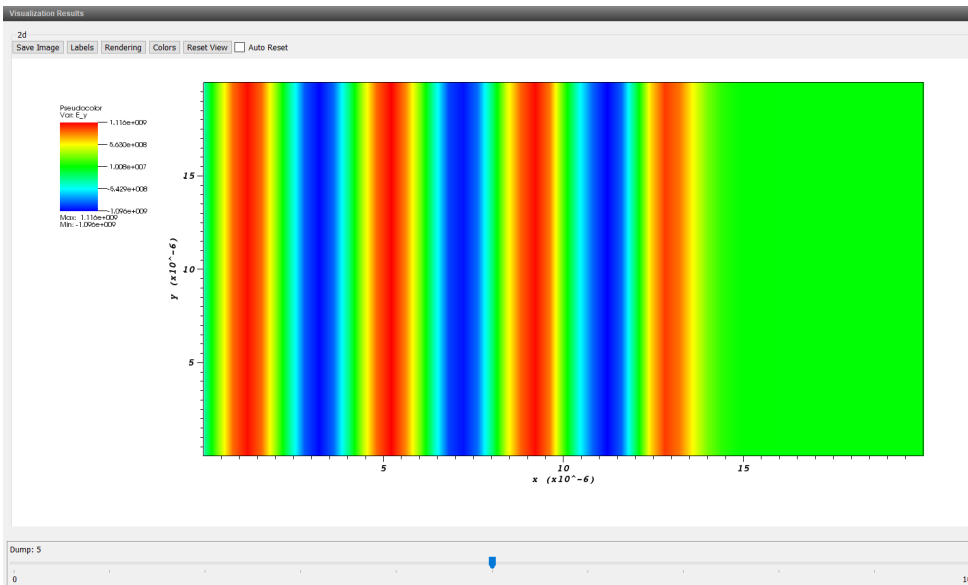 Visualization Results
2d
Save Image Labels Rendering Colors Reset View Auto Reset
Pseudocolor
Var: E_y
1.116e+009
5.630e+008
1.008e+007
-5.429e+008
-1.096e+009
Max: 1.116e+009
Min: -1.096e+009
15
10
5
y (x10^-6)
5 10 15
x (x10^-6)
Dump: 5
0